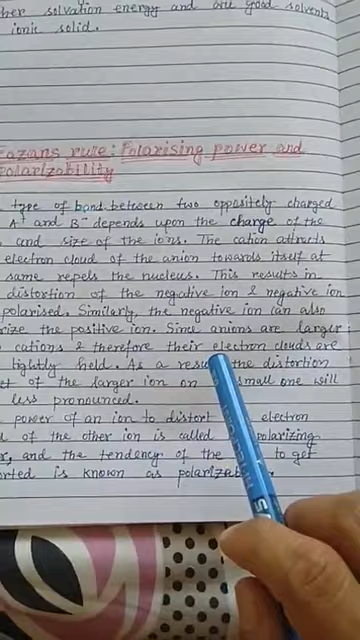 her solvation energy and are good solvents
ionic solid.
Fazans rule: Polarising power and
Polarizability
type of bond between two oppositely charged
A⁺ and B⁻ depends upon the charge of the
and size of the ions. The cation attracts
electron cloud of the anion towards itself at
same repels the nucleus. This results in
distortion of the negative ion & negative ion
polarised. Similarly, the negative ion can also
rize the positive ion. Since anions are larger
cations & therefore their electron clouds are
tightly held. As a the distortion
of the larger ion on small one will
less pronounced.
power of an ion to distort electron
of the other ion is called polarizing
and the tendency of the to get
rted is known as